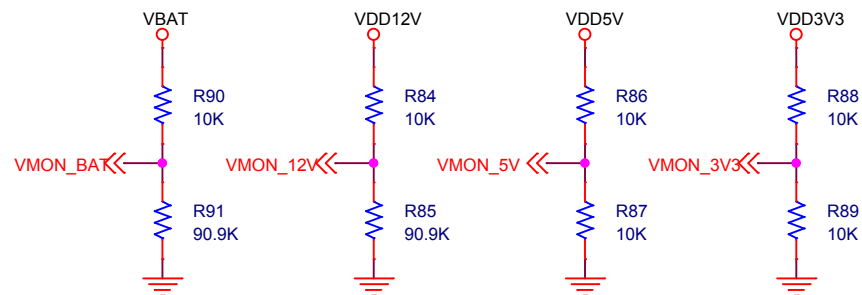 VBAT
VDD12V
VDD5V
VDD3V3
R90
10K
R84
10K
R86
10K
R88
10K
VMON_BAT
VMON_12V
VMON_5V
VMON_3V3
R91
90.9K
R85
90.9K
R87
10K
R89
10K